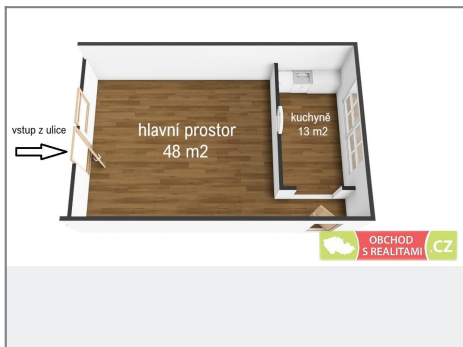 vstup z ulice
hlavní prostor
48 m2
kuchyně
13 m2
OBCHOD
S REALITAMI
.CZ